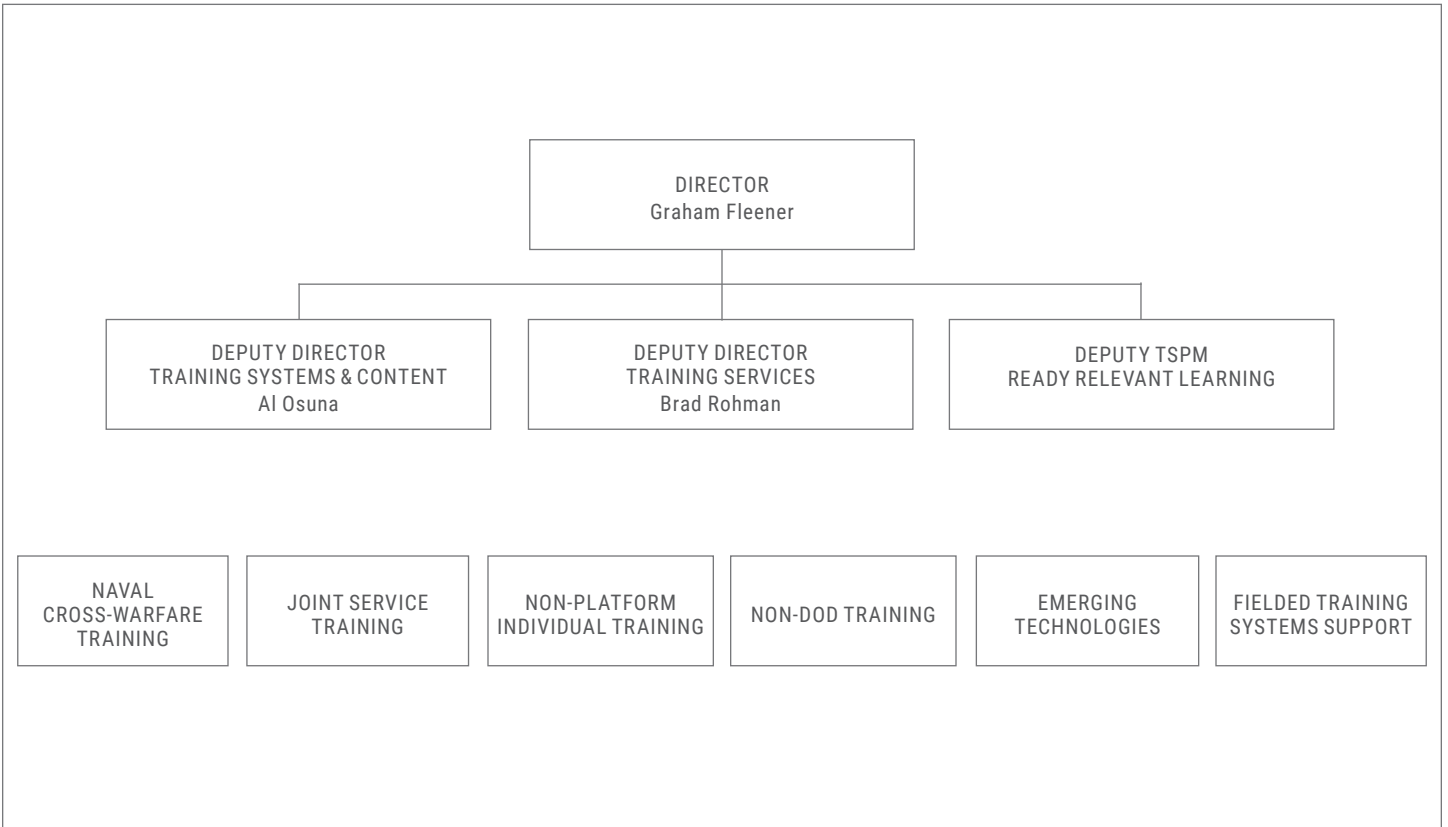 DIRECTOR
Graham Fleener
DEPUTY DIRECTOR
TRAINING SYSTEMS & CONTENT
Al Osuna
DEPUTY DIRECTOR
TRAINING SERVICES
Brad Rohman
DEPUTY TSPM
READY RELEVANT LEARNING
NAVAL
CROSS-WARFARE
TRAINING
JOINT SERVICE
TRAINING
NON-PLATFORM
INDIVIDUAL TRAINING
NON-DOD TRAINING
EMERGING
TECHNOLOGIES
FIELDED TRAINING
SYSTEMS SUPPORT